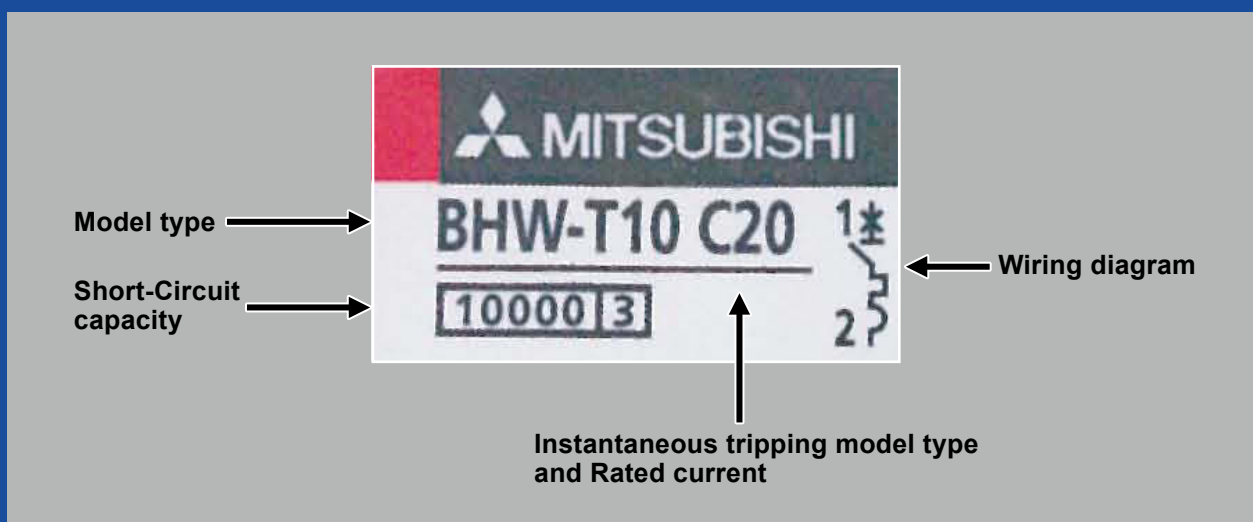 MITSUBISHI
Model type
BHW-T10 C20
1
Wiring diagram
Short-Circuit
capacity
10000 3
2
Instantaneous tripping model type
and Rated current